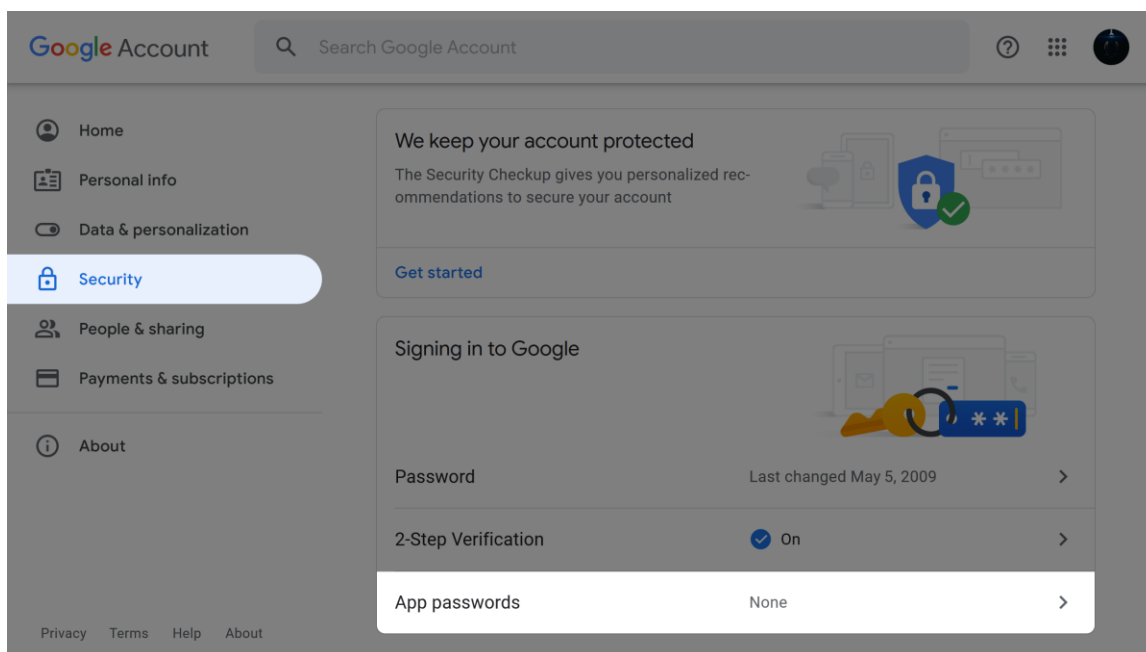 Google Account
Search Google Account
Home
Personal info
Data & personalization
Security
People & sharing
Payments & subscriptions
About
Privacy Terms Help About
We keep your account protected
The Security Checkup gives you personalized rec-
ommendations to secure your account
Get started
Signing in to Google
**|
Password Last changed May 5, 2009
2-Step Verification On
App passwords None